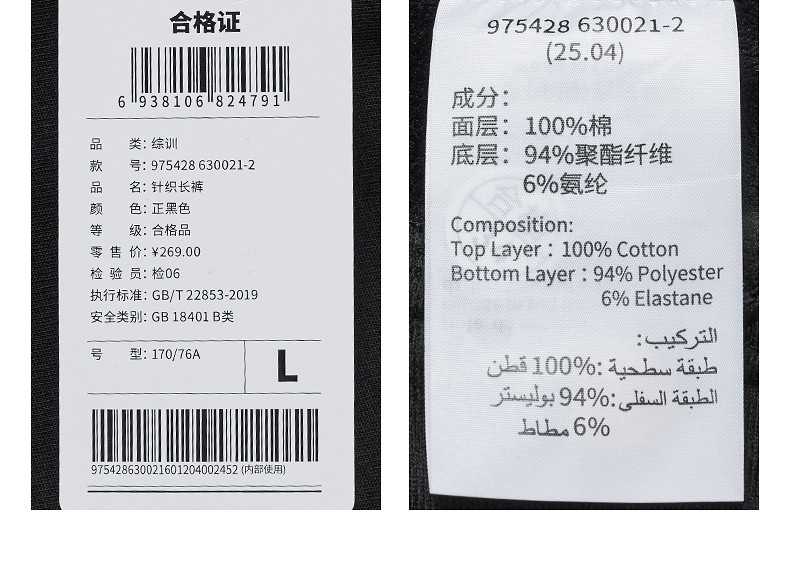 合格证
6 938106 824791
品 类: 综训
款 号: 975428 630021-2
品 名: 针织长裤
颜 色: 正黑色
等 级: 合格品
零 售 价: ¥269.00
检 验 员: 检06
执行标准: GB/T 22853-2019
安全类别: GB 18401 B类
号 型: 170/76A
L
975428630021601204002452 (内部使用)
975428 630021-2
(25.04)
成分:
面层: 100%棉
底层: 94%聚酯纤维
6%氨纶
Composition:
Top Layer : 100% Cotton
Bottom Layer : 94% Polyester
6% Elastane
التركيب:
طبقة سطحية :100% قطن
الطبقة السفلى:94% بوليستر
6% مطاط